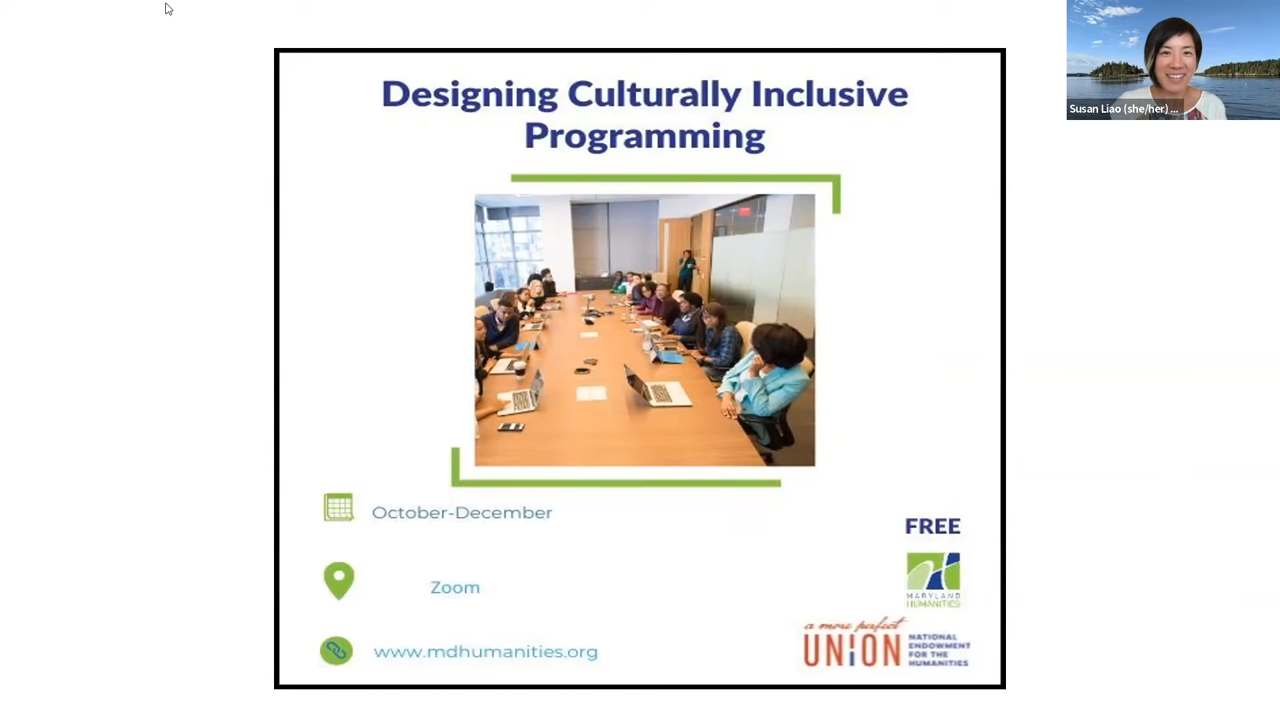 Designing Culturally Inclusive
Programming
October-December
Zoom
www.mdhumanities.org
FREE
MARYLAND
HUMANITIES
a more perfect
UNION
NATIONAL
ENDOWMENT
FOR THE
HUMANITIES
Susan Liao (she/her) ...